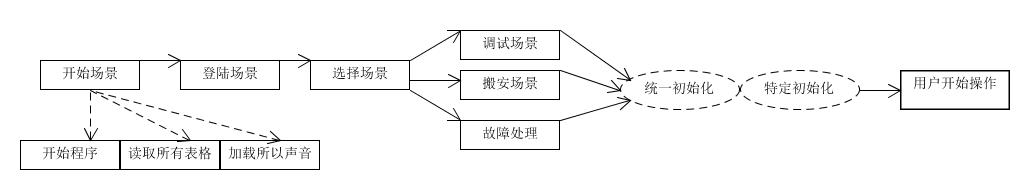 开始场景
登陆场景
选择场景
调试场景
搬安场景
故障处理
统一初始化
特定初始化
用户开始操作
开始程序
读取所有表格
加载所以声音